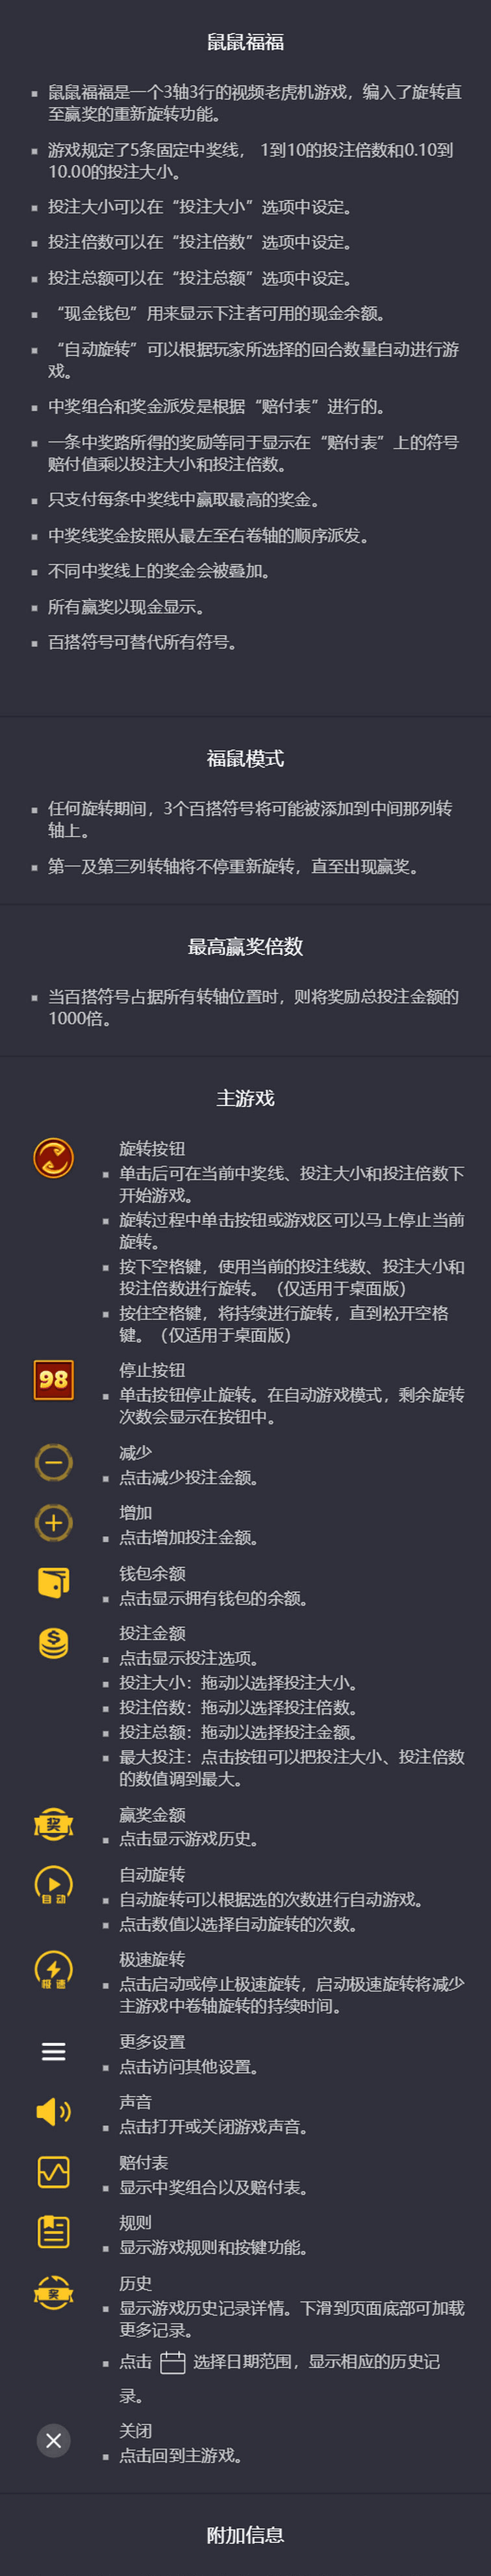 鼠鼠福福
鼠鼠福福是一个3轴3行的视频老虎机游戏，编入了旋转直
至赢奖的重新旋转功能。
游戏规定了5条固定中奖线， 1到10的投注倍数和0.10到
10.00的投注大小。
投注大小可以在“投注大小”选项中设定。
投注倍数可以在“投注倍数”选项中设定。
投注总额可以在“投注总额”选项中设定。
“现金钱包”用来显示下注者可用的现金余额。
“自动旋转”可以根据玩家所选择的回合数量自动进行游
戏。
中奖组合和奖金派发是根据“赔付表”进行的。
一条中奖路所得的奖励等同于显示在“赔付表”上的符号
赔付值乘以投注大小和投注倍数。
只支付每条中奖线中赢取最高的奖金。
中奖线奖金按照从最左至右卷轴的顺序派发。
不同中奖线上的奖金会被叠加。
所有赢奖以现金显示。
百搭符号可替代所有符号。
福鼠模式
任何旋转期间，3个百搭符号将可能被添加到中间那列转
轴上。
第一及第三列转轴将不停重新旋转，直至出现赢奖。
最高赢奖倍数
当百搭符号占据所有转轴位置时，则将奖励总投注金额的
1000倍。
主游戏
旋转按钮
单击后可在当前中奖线、投注大小和投注倍数下
开始游戏。
旋转过程中单击按钮或游戏区可以马上停止当前
旋转。
按下空格键，使用当前的投注线数、投注大小和
投注倍数进行旋转。（仅适用于桌面版）
按住空格键，将持续进行旋转，直到松开空格
键。（仅适用于桌面版）
98
停止按钮
单击按钮停止旋转。在自动游戏模式，剩余旋转
次数会显示在按钮中。
减少
点击减少投注金额。
增加
点击增加投注金额。
钱包余额
点击显示拥有钱包的余额。
投注金额
点击显示投注选项。
投注大小：拖动以选择投注大小。
投注倍数：拖动以选择投注倍数。
投注总额：拖动以选择投注金额。
最大投注：点击按钮可以把投注大小、投注倍数
的数值调到最大。
奖
赢奖金额
点击显示游戏历史。
自动
自动旋转
自动旋转可以根据选的次数进行自动游戏。
点击数值以选择自动旋转的次数。
极速
极速旋转
点击启动或停止极速旋转，启动极速旋转将减少
主游戏中卷轴旋转的持续时间。
更多设置
点击访问其他设置。
声音
点击打开或关闭游戏声音。
赔付表
显示中奖组合以及赔付表。
规则
显示游戏规则和按键功能。
奖
历史
显示游戏历史记录详情。下滑到页面底部可加载
更多记录。
点击 选择日期范围，显示相应的历史记
录。
关闭
点击回到主游戏。
附加信息